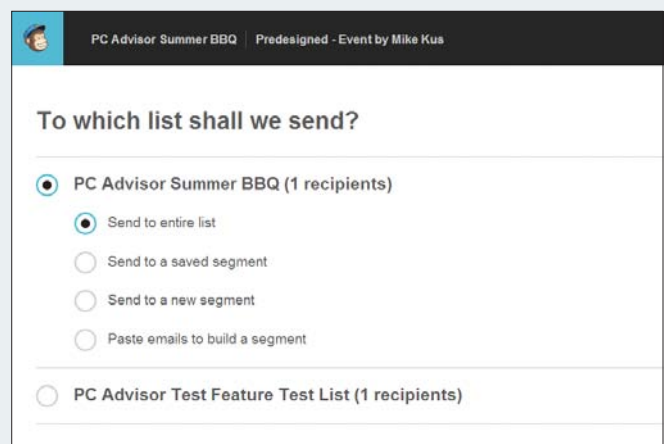 PC Advisor Summer BBQ Predesigned - Event by Mike Kus
To which list shall we send?
PC Advisor Summer BBQ (1 recipients)
Send to entire list
Send to a saved segment
Send to a new segment
Paste emails to build a segment
PC Advisor Test Feature Test List (1 recipients)